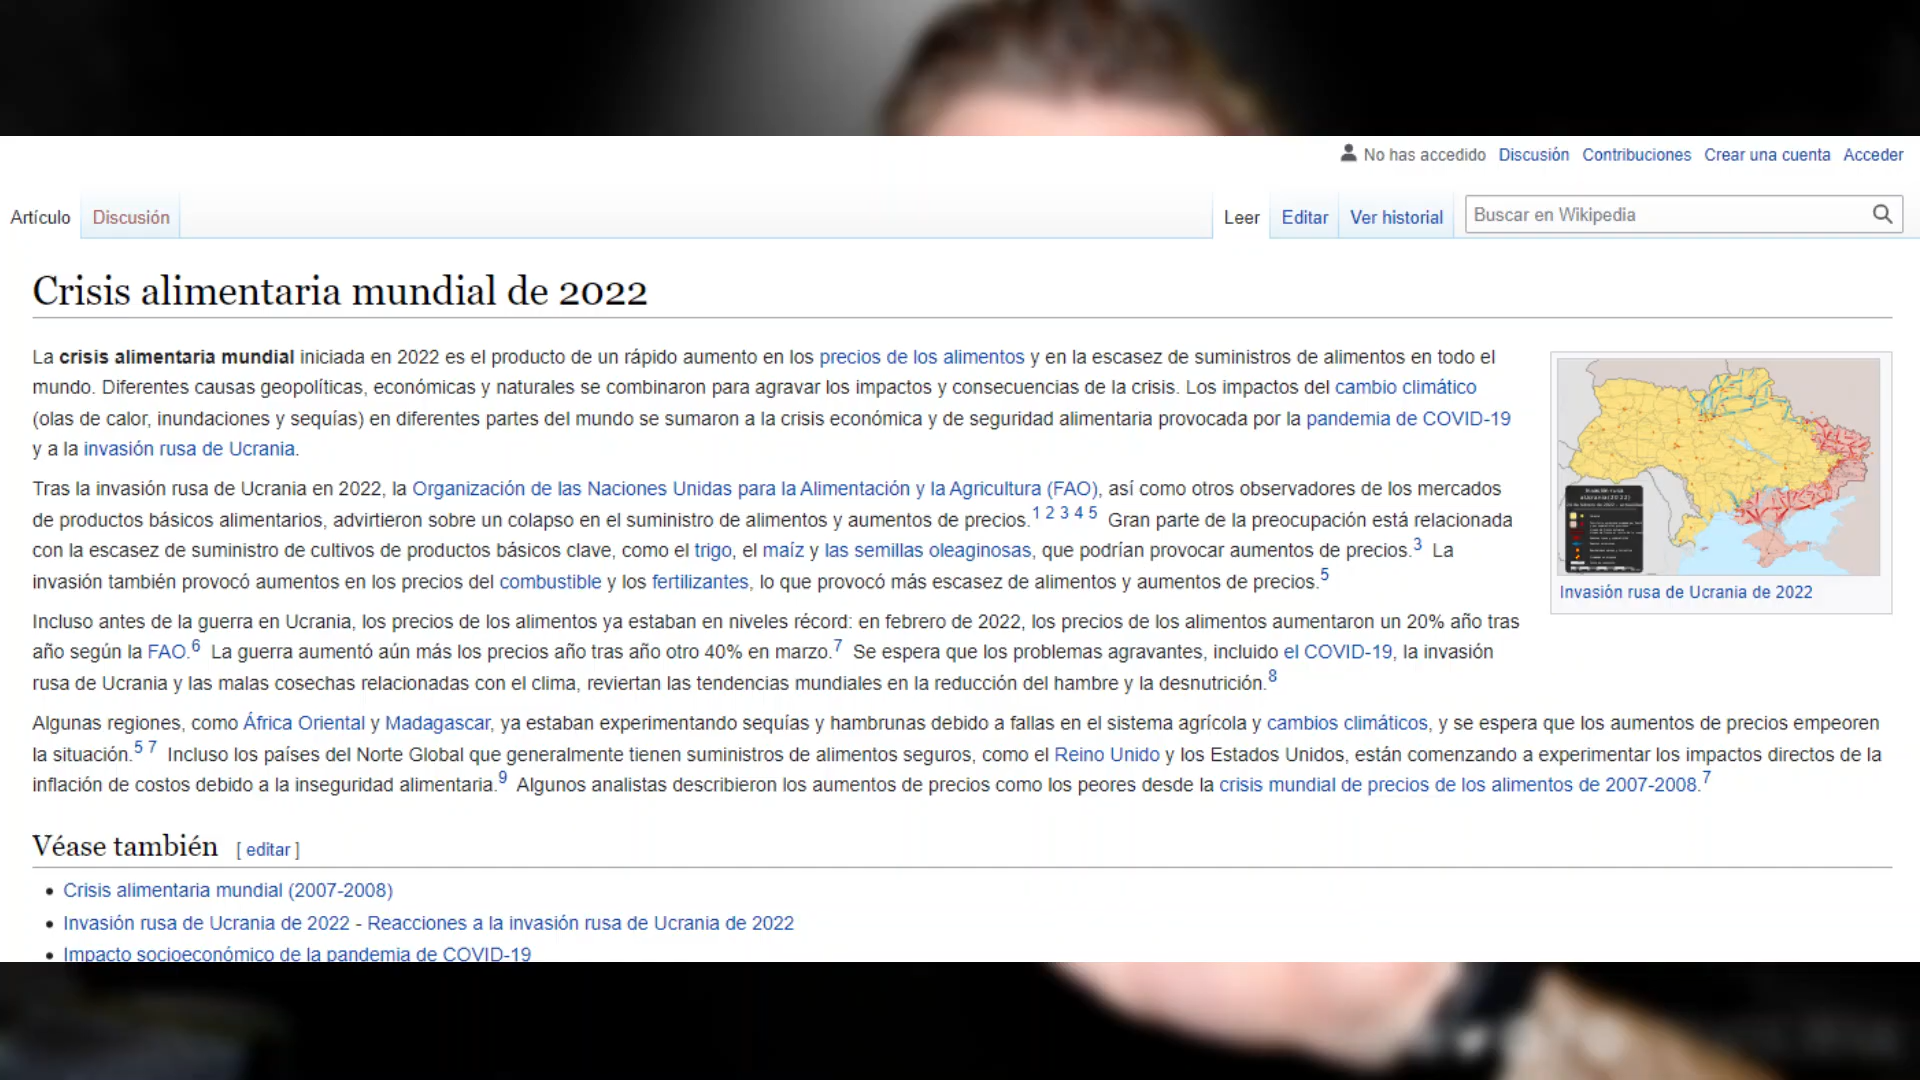 No has accedido Discusión Contribuciones Crear una cuenta Acceder
Artículo Discusión Leer Editar Ver historial Buscar en Wikipedia
Crisis alimentaria mundial de 2022
La crisis alimentaria mundial iniciada en 2022 es el producto de un rápido aumento en los precios de los alimentos y en la escasez de suministros de alimentos en todo el
mundo. Diferentes causas geopolíticas, económicas y naturales se combinaron para agravar los impactos y consecuencias de la crisis. Los impactos del cambio climático
(olas de calor, inundaciones y sequías) en diferentes partes del mundo se sumaron a la crisis económica y de seguridad alimentaria provocada por la pandemia de COVID-19
y a la invasión rusa de Ucrania.
Tras la invasión rusa de Ucrania en 2022, la Organización de las Naciones Unidas para la Alimentación y la Agricultura (FAO), así como otros observadores de los mercados
de productos básicos alimentarios, advirtieron sobre un colapso en el suministro de alimentos y aumentos de precios.1 2 3 4 5 Gran parte de la preocupación está relacionada
con la escasez de suministro de cultivos de productos básicos clave, como el trigo, el maíz y las semillas oleaginosas, que podrían provocar aumentos de precios.3 La
invasión también provocó aumentos en los precios del combustible y los fertilizantes, lo que provocó más escasez de alimentos y aumentos de precios.5
Invasión rusa de Ucrania de 2022
Incluso antes de la guerra en Ucrania, los precios de los alimentos ya estaban en niveles récord: en febrero de 2022, los precios de los alimentos aumentaron un 20% año tras
año según la FAO.6 La guerra aumentó aún más los precios año tras año otro 40% en marzo.7 Se espera que los problemas agravantes, incluido el COVID-19, la invasión
rusa de Ucrania y las malas cosechas relacionadas con el clima, reviertan las tendencias mundiales en la reducción del hambre y la desnutrición.8
Algunas regiones, como África Oriental y Madagascar, ya estaban experimentando sequías y hambrunas debido a fallas en el sistema agrícola y cambios climáticos, y se espera que los aumentos de precios empeoren
la situación.5 7 Incluso los países del Norte Global que generalmente tienen suministros de alimentos seguros, como el Reino Unido y los Estados Unidos, están comenzando a experimentar los impactos directos de la
inflación de costos debido a la inseguridad alimentaria.9 Algunos analistas describieron los aumentos de precios como los peores desde la crisis mundial de precios de los alimentos de 2007-2008.7
Véase también [ editar ]
• Crisis alimentaria mundial (2007-2008)
• Invasión rusa de Ucrania de 2022 - Reacciones a la invasión rusa de Ucrania de 2022
• Impacto socioeconómico de la pandemia de COVID-19